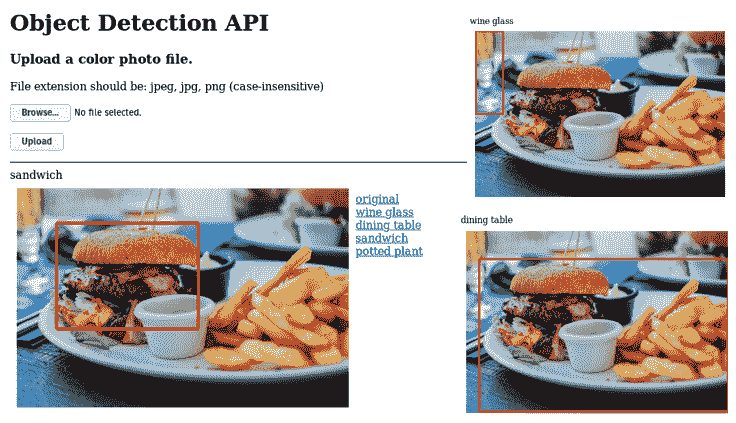 Object Detection API
Upload a color photo file.
File extension should be: jpeg, jpg, png (case-insensitive)
Browse... No file selected.
Upload
sandwich
original
wine glass
dining table
sandwich
potted plant
wine glass
dining table